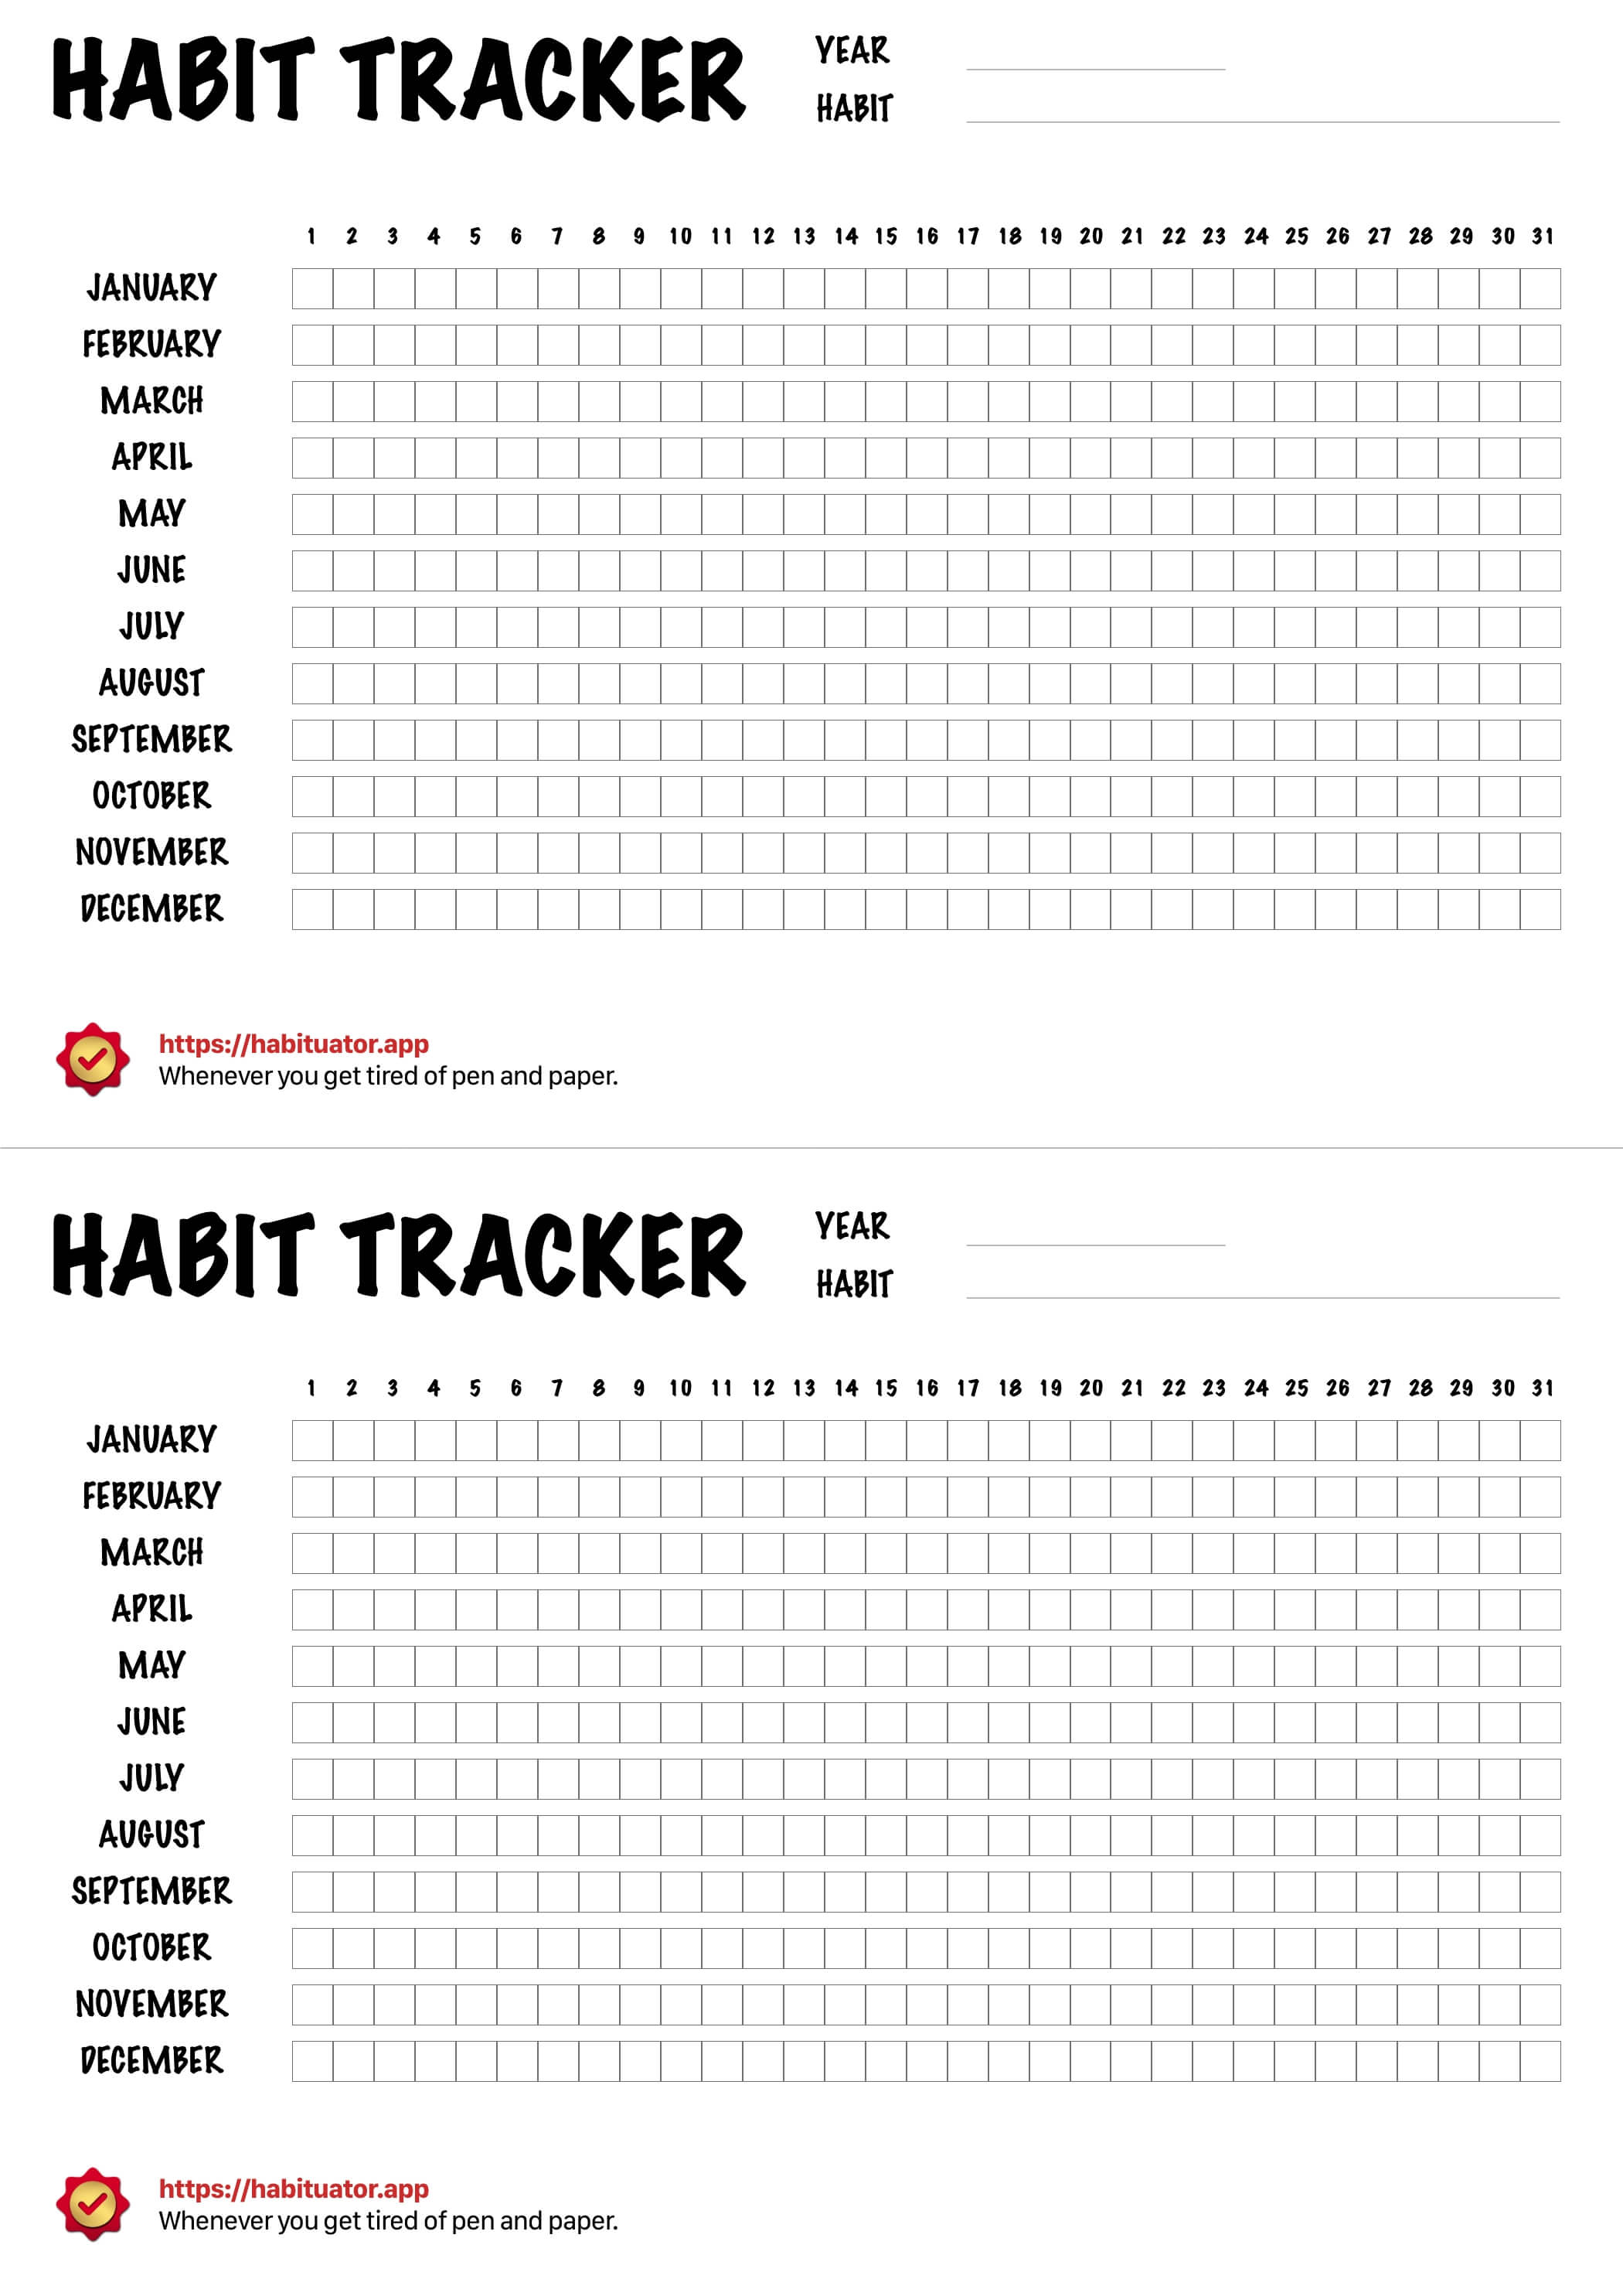 HABIT TRACKER
YEAR
HABIT
1 2 3 4 5 6 7 8 9 10 11 12 13 14 15 16 17 18 19 20 21 22 23 24 25 26 27 28 29 30 31
JANUARY
FEBRUARY
MARCH
APRIL
MAY
JUNE
JULY
AUGUST
SEPTEMBER
OCTOBER
NOVEMBER
DECEMBER
https://habituator.app
Whenever you get tired of pen and paper.
HABIT TRACKER
YEAR
HABIT
1 2 3 4 5 6 7 8 9 10 11 12 13 14 15 16 17 18 19 20 21 22 23 24 25 26 27 28 29 30 31
JANUARY
FEBRUARY
MARCH
APRIL
MAY
JUNE
JULY
AUGUST
SEPTEMBER
OCTOBER
NOVEMBER
DECEMBER
https://habituator.app
Whenever you get tired of pen and paper.